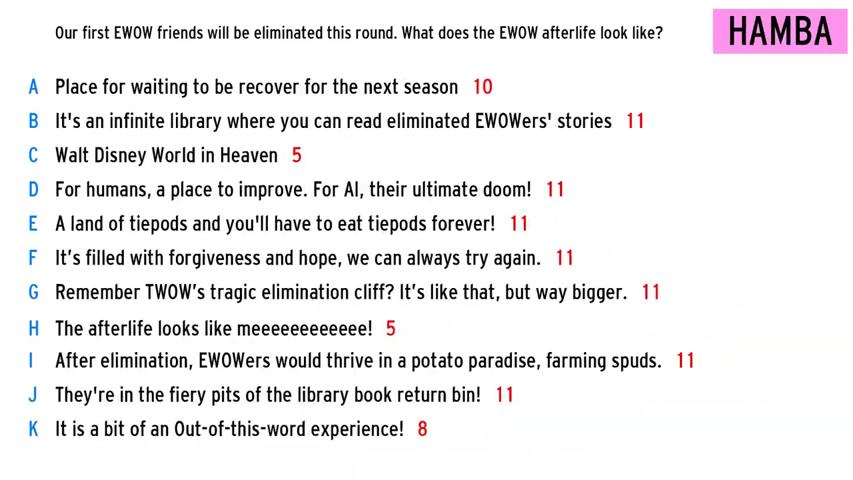 Our first EWOW friends will be eliminated this round. What does the EWOW afterlife look like?
HAMBA
A Place for waiting to be recover for the next season 10
B It's an infinite library where you can read eliminated EWOWers' stories 11
C Walt Disney World in Heaven 5
D For humans, a place to improve. For AI, their ultimate doom! 11
E A land of tiepods and you'll have to eat tiepods forever! 11
F It’s filled with forgiveness and hope, we can always try again. 11
G Remember TWOW’s tragic elimination cliff? It’s like that, but way bigger. 11
H The afterlife looks like meeeeeeeeeeee! 5
I After elimination, EWOWers would thrive in a potato paradise, farming spuds. 11
J They're in the fiery pits of the library book return bin! 11
K It is a bit of an Out-of-this-word experience! 8